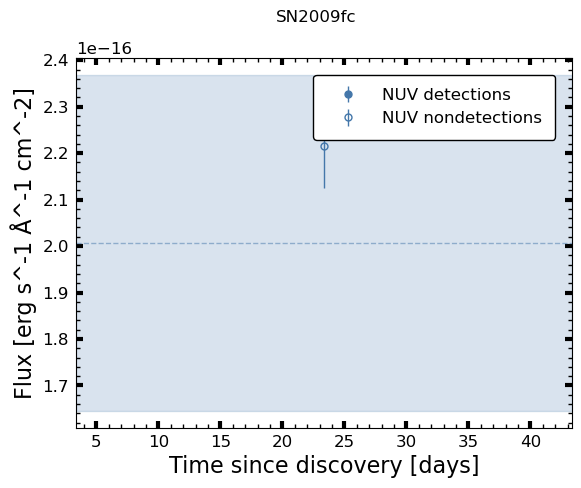 SN2009fc
1e−16
2.4
2.3
2.2
2.1
2.0
1.9
1.8
1.7
Flux [erg s^-1 Å^-1 cm^-2]
NUV detections
NUV nondetections
5 10 15 20 25 30 35 40
Time since discovery [days]